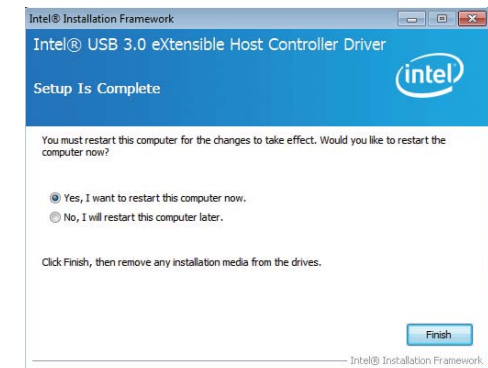 Intel® Installation Framework
Intel® USB 3.0 eXtensible Host Controller Driver
intel
Setup Is Complete
You must restart this computer for the changes to take effect. Would you like to restart the
computer now?
Yes, I want to restart this computer now.
No, I will restart this computer later.
Click Finish, then remove any installation media from the drives.
Finish
Intel® Installation Framework